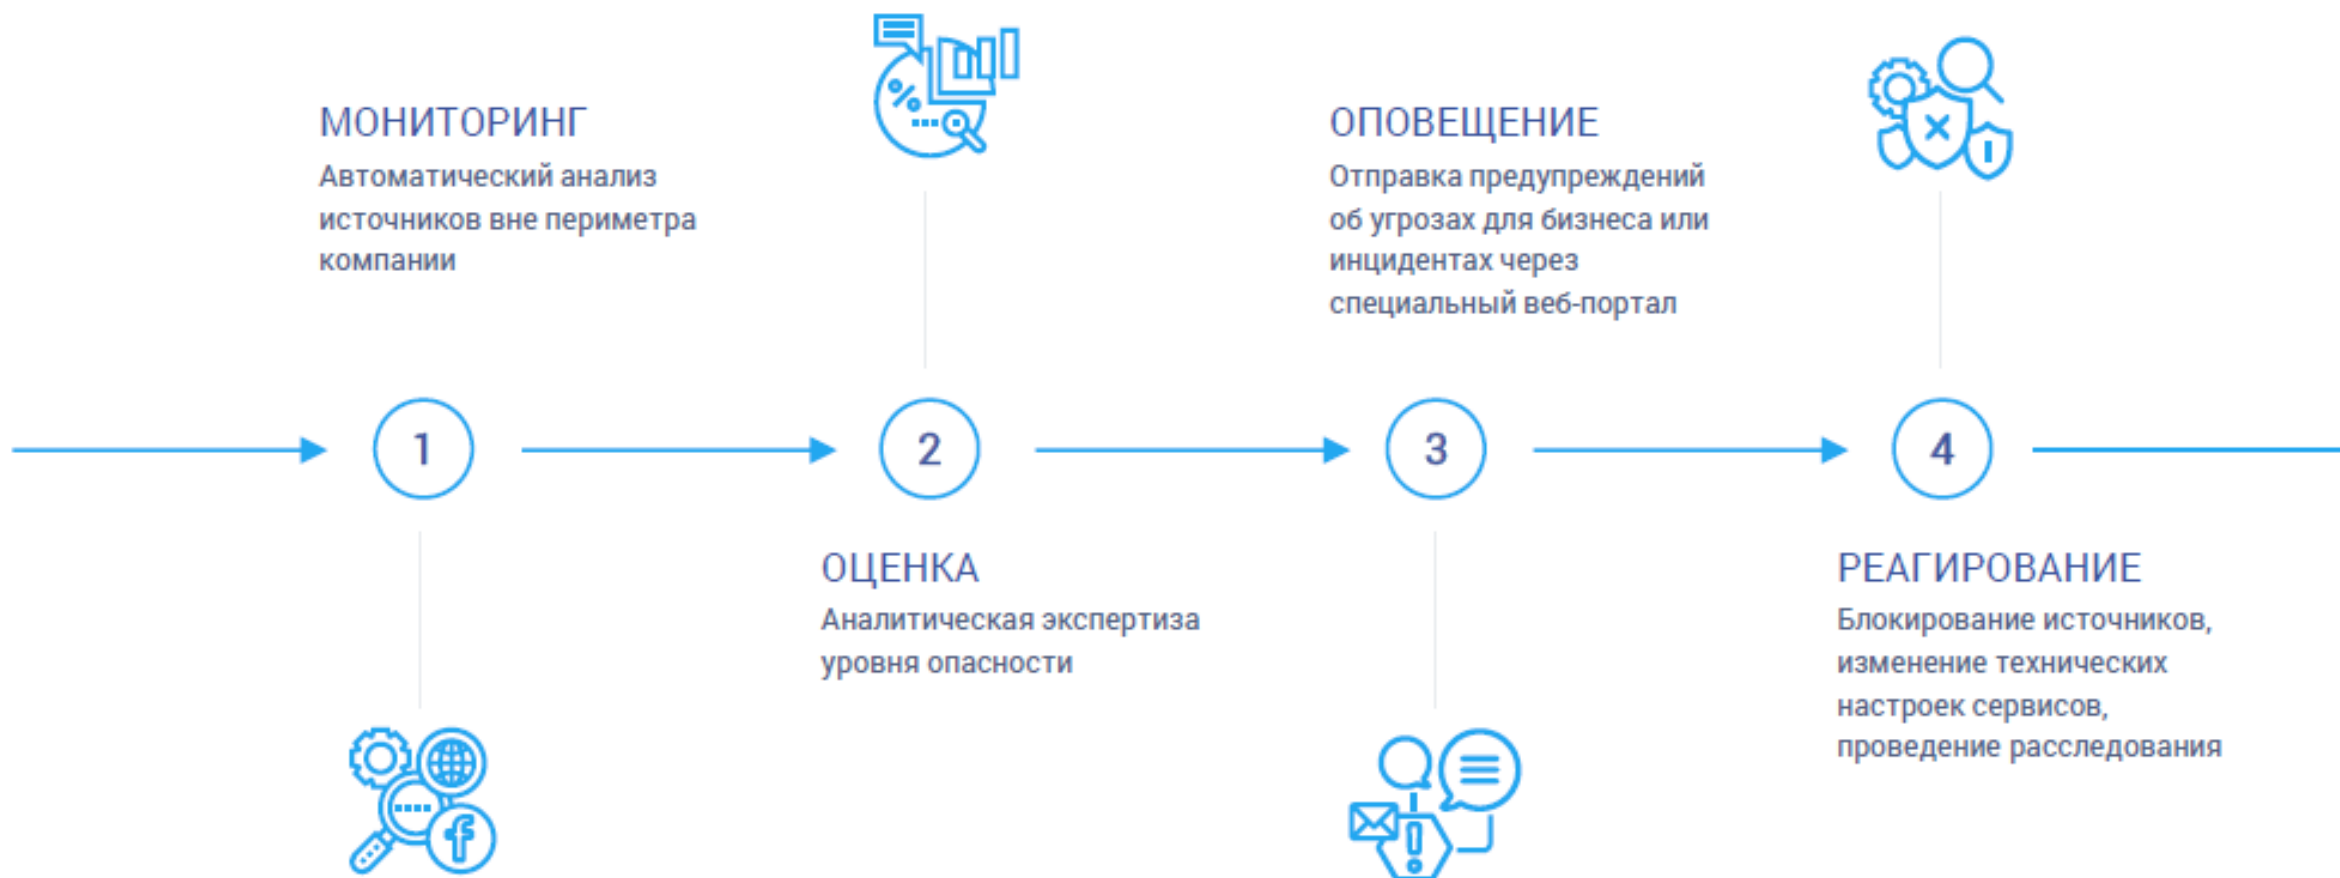 МОНИТОРИНГ
Автоматический анализ
источников вне периметра
компании
1
2
ОЦЕНКА
Аналитическая экспертиза
уровня опасности
ОПОВЕЩЕНИЕ
Отправка предупреждений
об угрозах для бизнеса или
инцидентах через
специальный веб-портал
3
4
РЕАГИРОВАНИЕ
Блокирование источников,
изменение технических
настроек сервисов,
проведение расследования